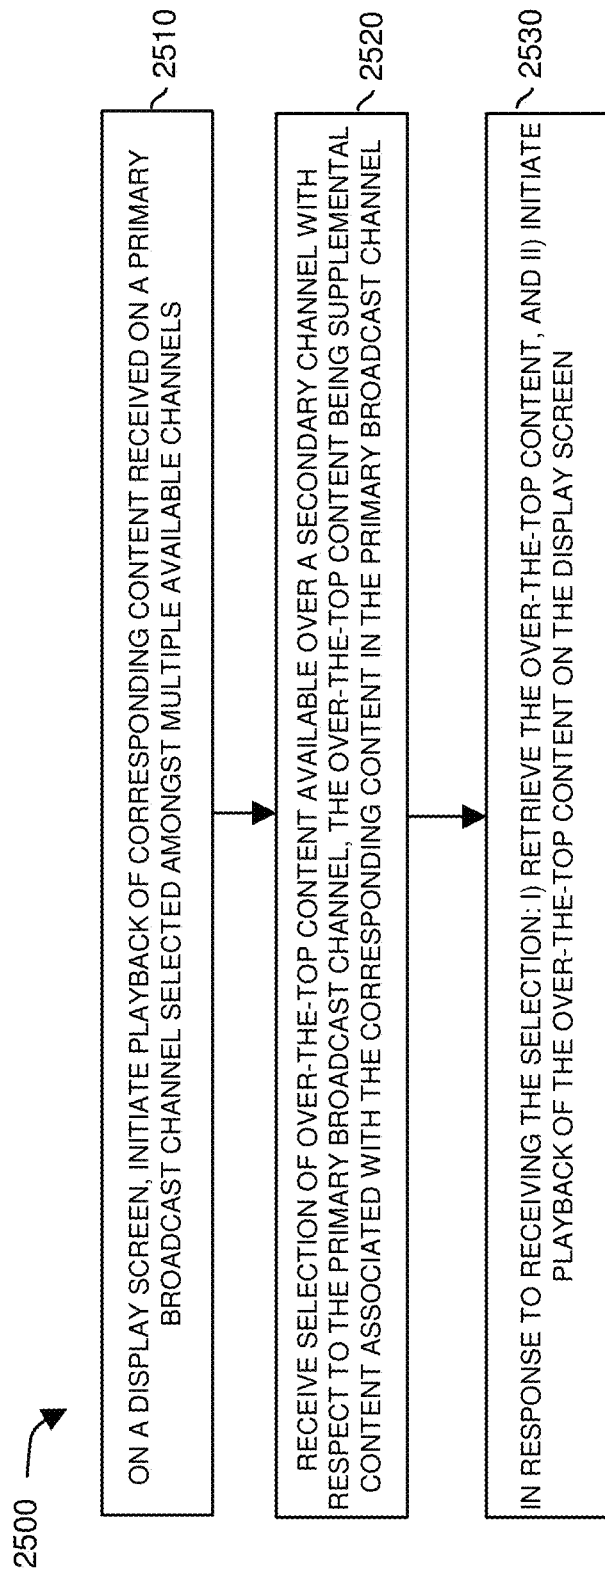 2500
ON A DISPLAY SCREEN, INITIATE PLAYBACK OF CORRESPONDING CONTENT RECEIVED ON A PRIMARY
BROADCAST CHANNEL SELECTED AMONGST MULTIPLE AVAILABLE CHANNELS
2510
RECEIVE SELECTION OF OVER-THE-TOP CONTENT AVAILABLE OVER A SECONDARY CHANNEL WITH
RESPECT TO THE PRIMARY BROADCAST CHANNEL, THE OVER-THE-TOP CONTENT BEING SUPPLEMENTAL
CONTENT ASSOCIATED WITH THE CORRESPONDING CONTENT IN THE PRIMARY BROADCAST CHANNEL
2520
IN RESPONSE TO RECEIVING THE SELECTION: I) RETRIEVE THE OVER-THE-TOP CONTENT, AND II) INITIATE
PLAYBACK OF THE OVER-THE-TOP CONTENT ON THE DISPLAY SCREEN
2530